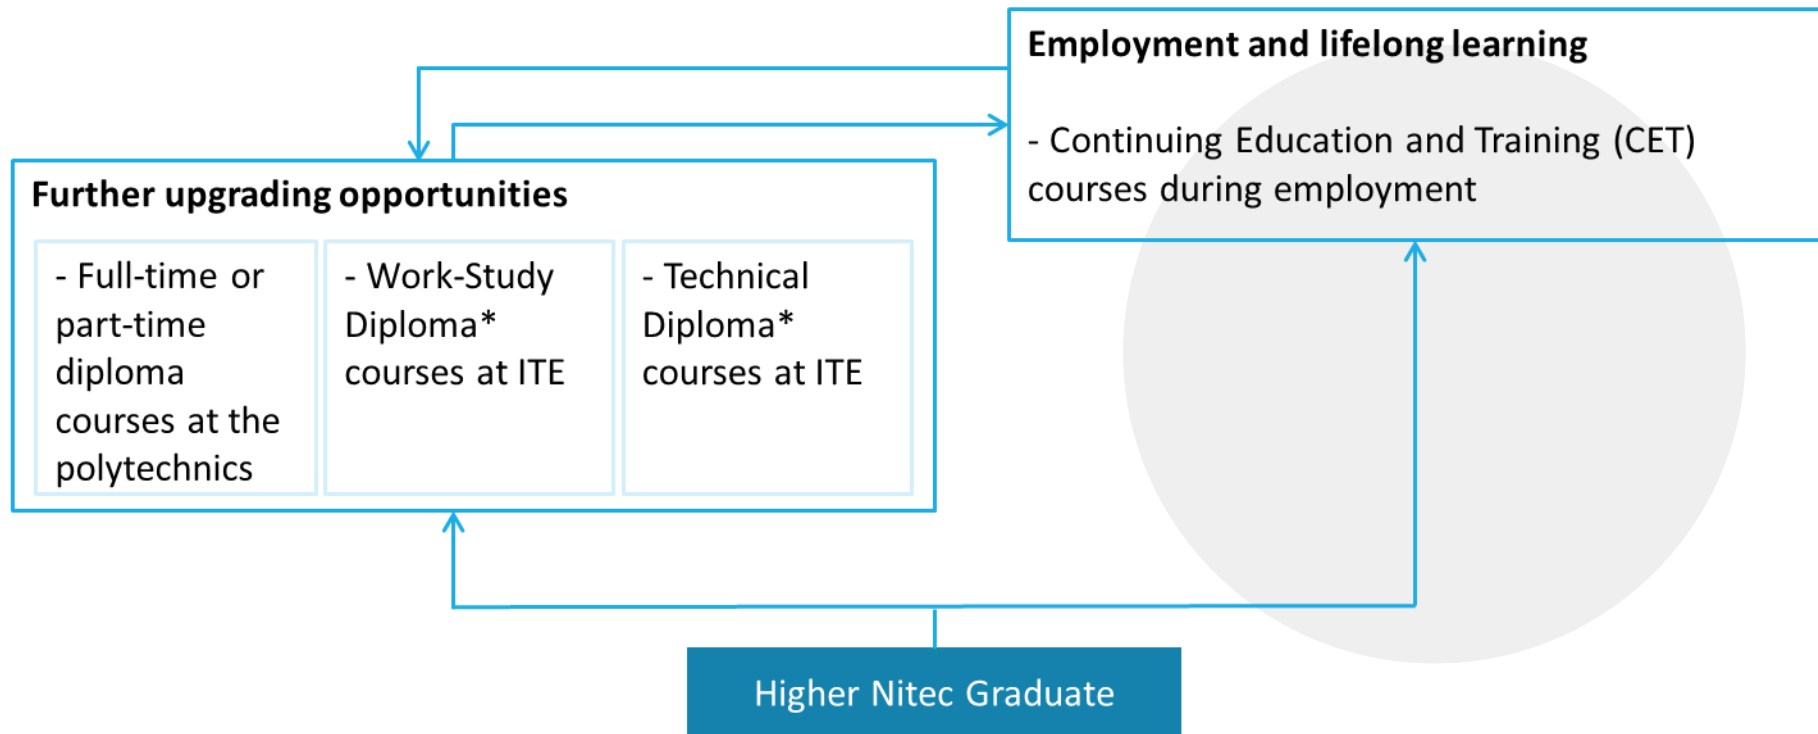 Employment and lifelong learning
- Continuing Education and Training (CET)
courses during employment
Further upgrading opportunities
- Full-time or
part-time
diploma
courses at the
polytechnics
- Work-Study
Diploma*
courses at ITE
- Technical
Diploma*
courses at ITE
Higher Nitec Graduate